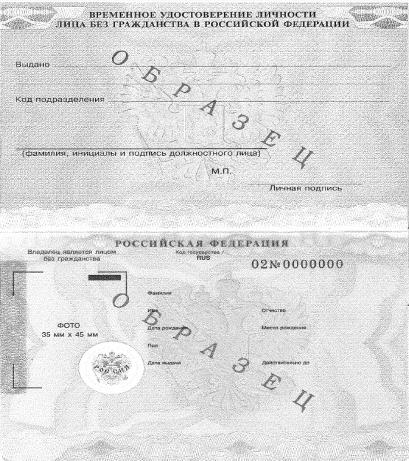 ВРЕМЕННОЕ УДОСТОВЕРЕНИЕ ЛИЧНОСТИ
ЛИЦА БЕЗ ГРАЖДАНСТВА В РОССИЙСКОЙ ФЕДЕРАЦИИ
Выдано
Код подразделения
ОБРАЗЕЦ
(фамилия, инициалы и подпись должностного лица)
М.П.
Личная подпись
РОССИЙСКАЯ ФЕДЕРАЦИЯ
Владелец является лицом
без гражданства
Код государства /
RUS
02№0000000
Фамилия
Имя
Отчество
Дата рождения
Место рождения
Пол
Дата выдачи
Действительно до
ФОТО
35 мм х 45 мм
РОССИЯ
ОБРАЗЕЦ